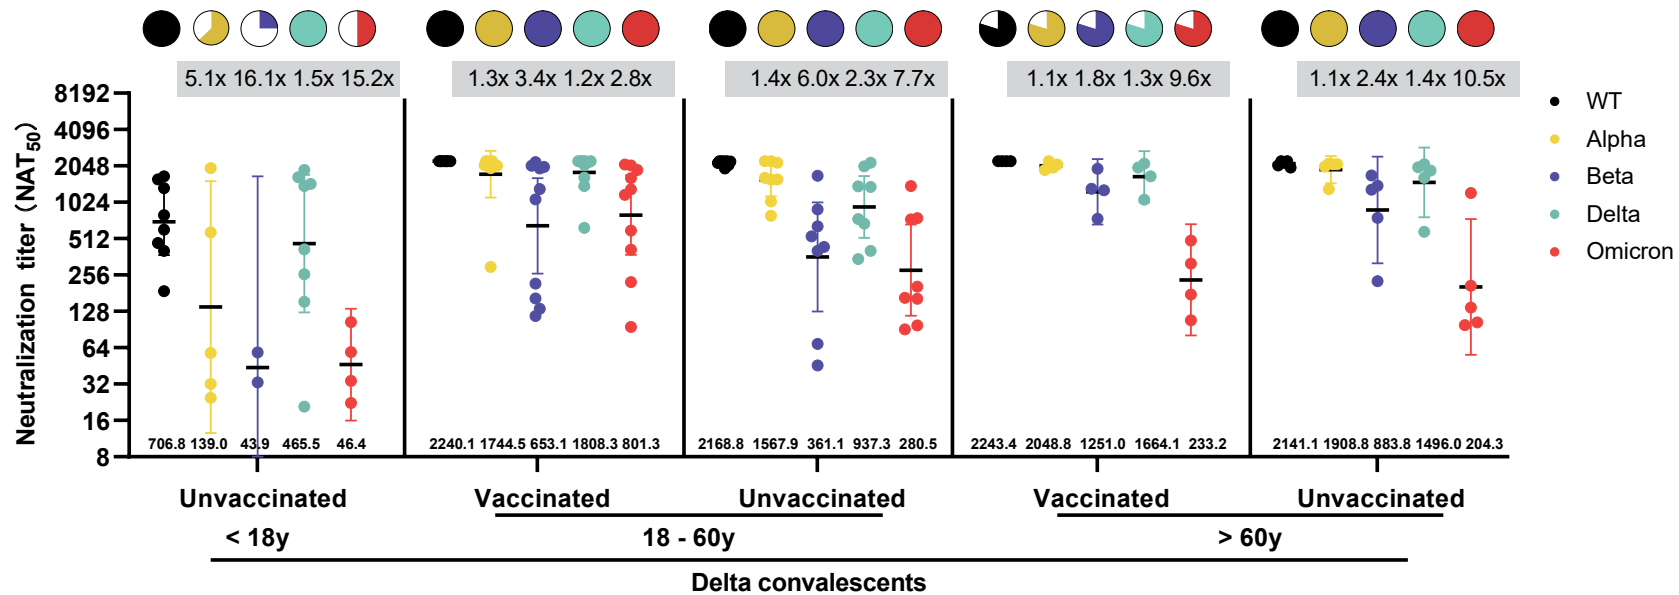 5.1x 16.1x 1.5x 15.2x
1.3x 3.4x 1.2x 2.8x
1.4x 6.0x 2.3x 7.7x
1.1x 1.8x 1.3x 9.6x
1.1x 2.4x 1.4x 10.5x
Neutralization titer (NAT50)
8192
4096
2048
1024
512
256
128
64
32
16
8
706.8 139.0 43.9 465.5 46.4
2240.1 1744.5 653.1 1808.3 801.3
2168.8 1567.9 361.1 937.3 280.5
2243.4 2048.8 1251.0 1664.1 233.2
2141.1 1908.8 883.8 1496.0 204.3
Unvaccinated
Vaccinated
Unvaccinated
Vaccinated
Unvaccinated
< 18y
18 - 60y
> 60y
Delta convalescents
WT
Alpha
Beta
Delta
Omicron